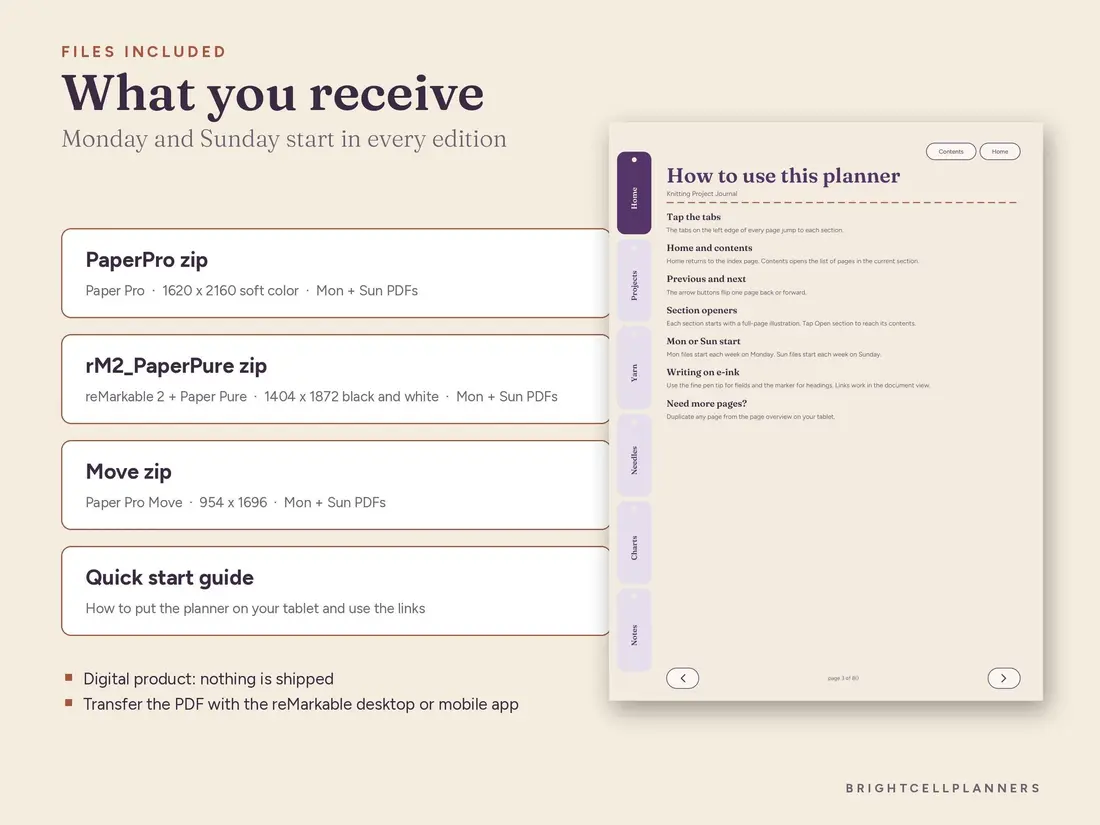 FILES INCLUDED
What you receive
Monday and Sunday start in every edition
PaperPro zip
Paper Pro · 1620 x 2160 soft color · Mon + Sun PDFs
rM2_PaperPure zip
reMarkable 2 + Paper Pure · 1404 x 1872 black and white · Mon + Sun PDFs
Move zip
Paper Pro Move · 954 x 1696 · Mon + Sun PDFs
Quick start guide
How to put the planner on your tablet and use the links
Digital product: nothing is shipped
Transfer the PDF with the reMarkable desktop or mobile app
Contents
Home
Home
Projects
Yarn
Needles
Charts
Notes
How to use this planner
Knitting Project Journal
Tap the tabs
The tabs on the left edge of every page jump to each section.
Home and contents
Home returns to the index page. Contents opens the list of pages in the current section.
Previous and next
The arrow buttons flip one page back or forward.
Section openers
Each section starts with a full-page illustration. Tap Open section to reach its contents.
Mon or Sun start
Mon files start each week on Monday. Sun files start each week on Sunday.
Writing on e-ink
Use the fine pen tip for fields and the marker for headings. Links work in the document view.
Need more pages?
Duplicate any page from the page overview on your tablet.
page 3 of 80
BRIGHTCELLPLANNERS